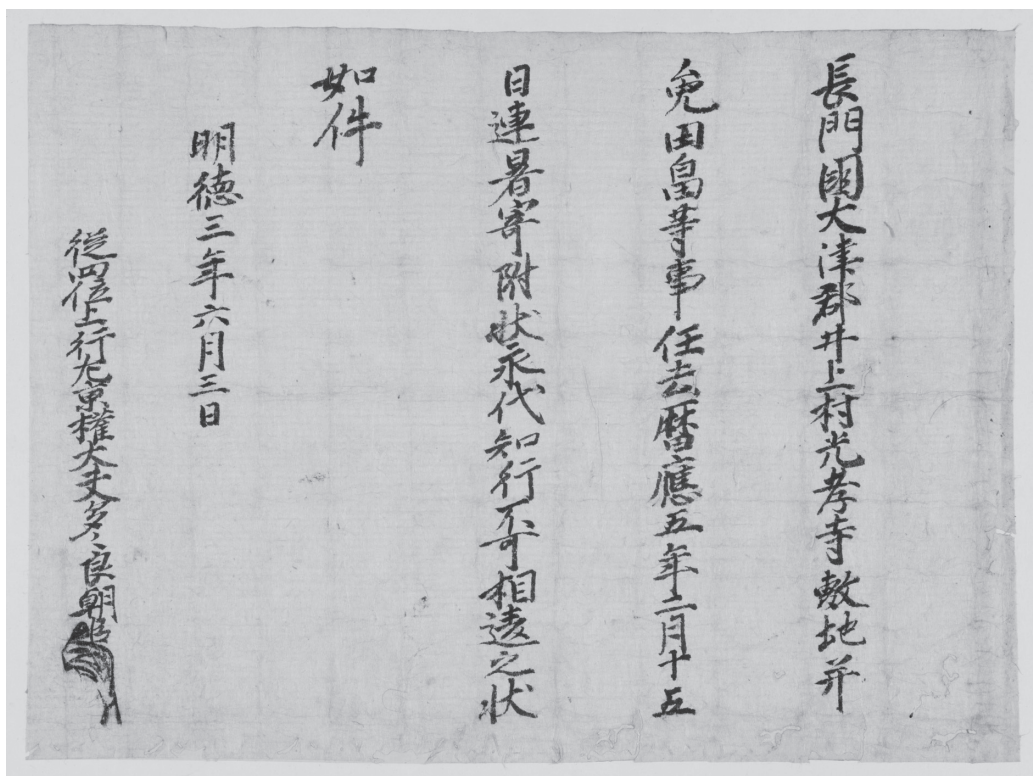 長門國大津郡井上村光孝寺敷地并
免田畠等事任去暦應五年二月十五
日連署寄附状永代知行不可相違之状
如件
明徳三年六月三日
從四位上行左京權大夫多々良朝臣